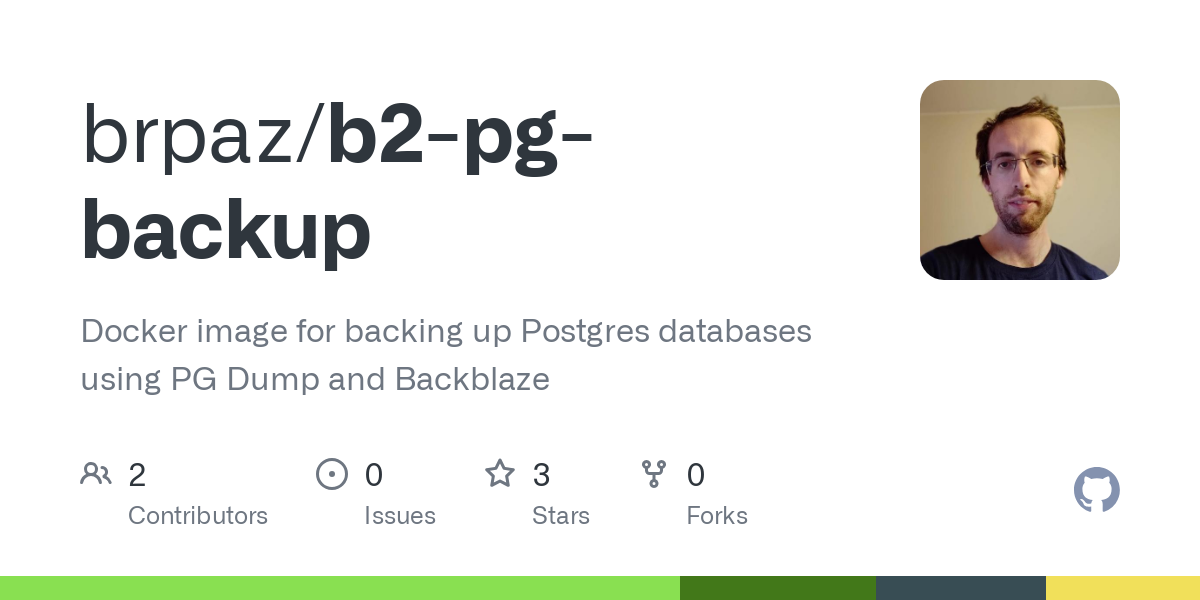 brpaz/b2-pg-
backup
Docker image for backing up Postgres databases
using PG Dump and Backblaze
2 0 3 0
Contributors Issues Stars Forks